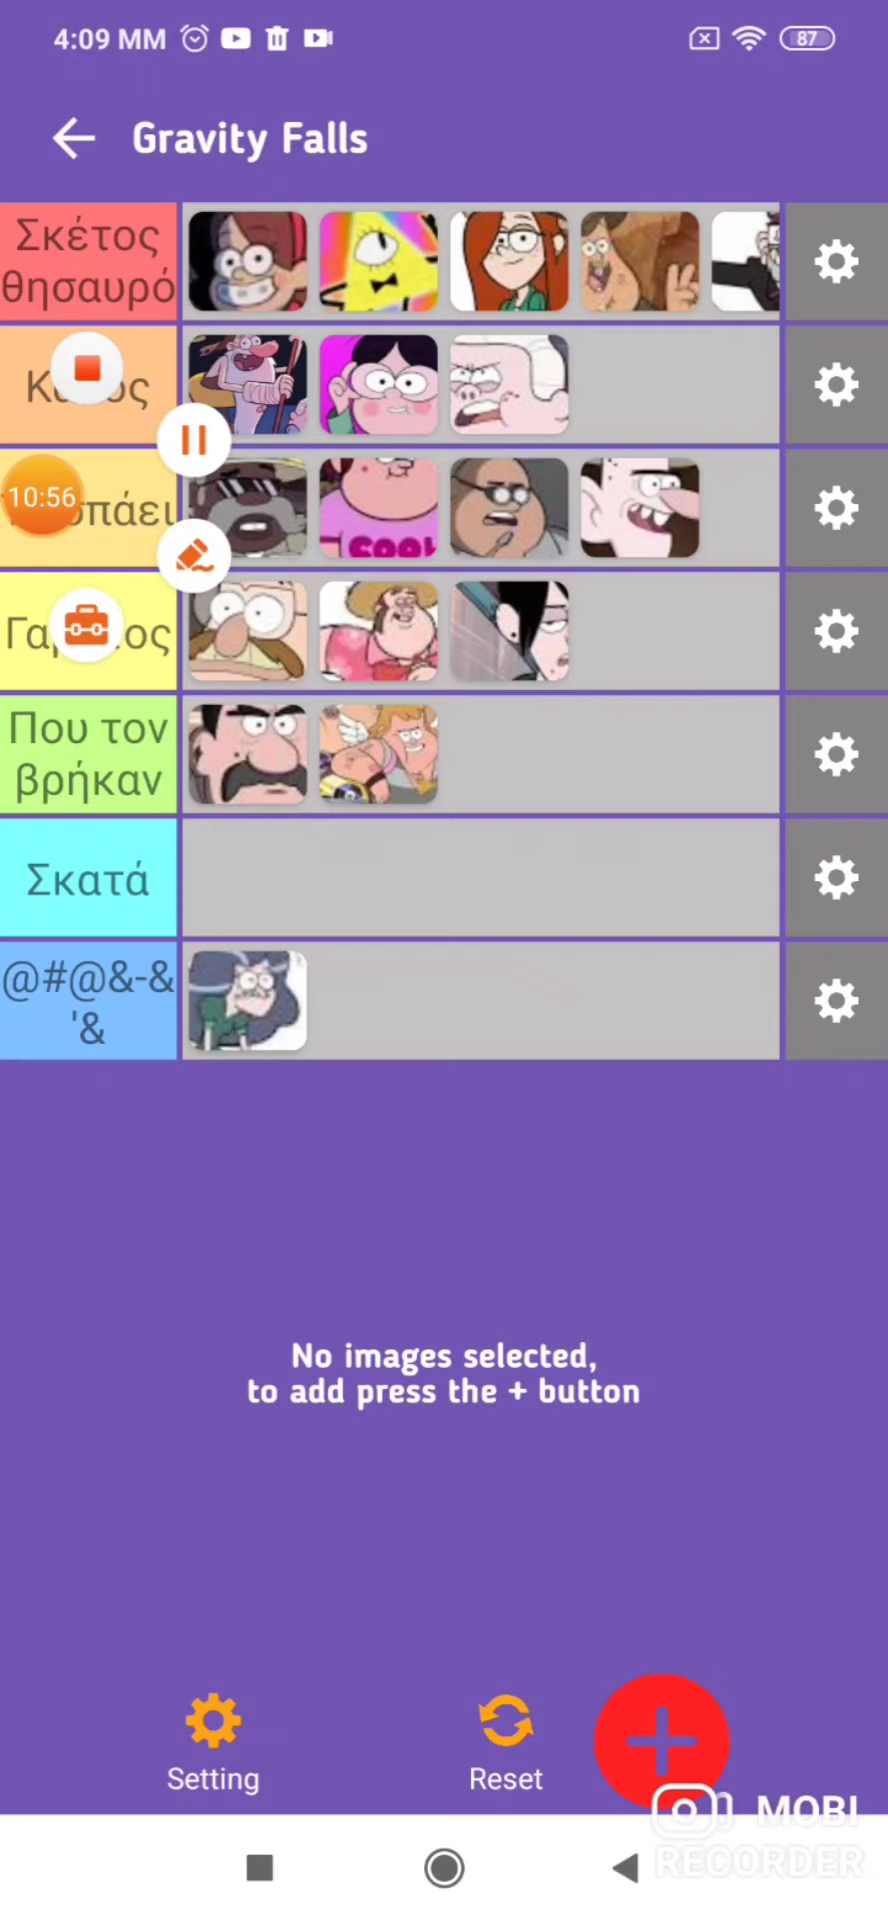 4:09 MM
87
Gravity Falls
Σκέτος
θησαυρό
10:56
Που τον
βρήκαν
Σκατά
@#@&-&
'&
COOL
No images selected,
to add press the + button
Setting
Reset
MOBI
RECORDER